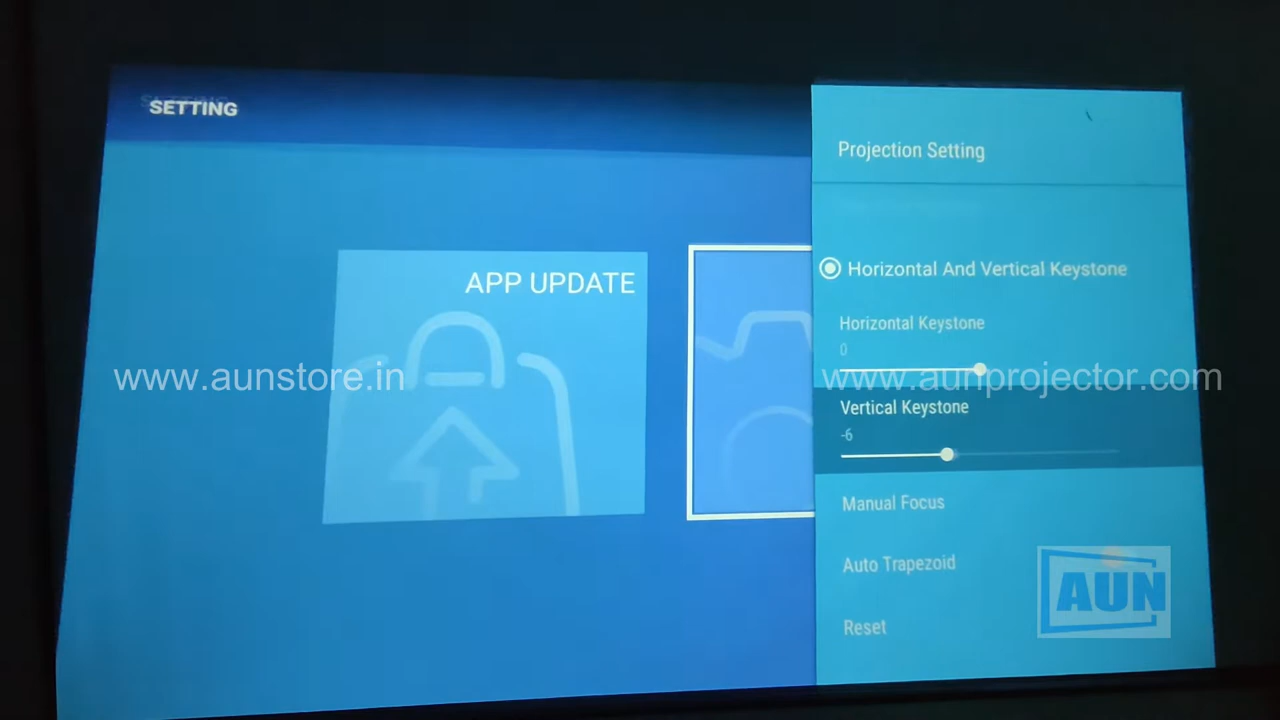 SETTING
Projection Setting
APP UPDATE
Horizontal And Vertical Keystone
Horizontal Keystone
0
www.aunstore.in
www.aunprojector.com
Vertical Keystone
-6
Manual Focus
Auto Trapezoid
AUN
Reset